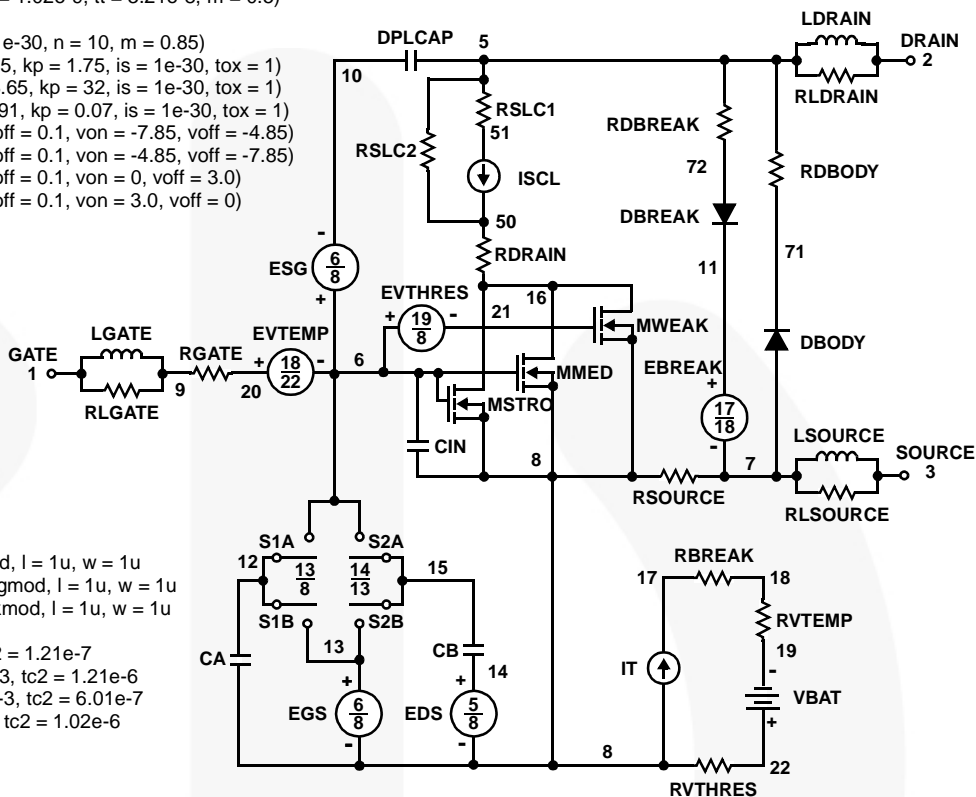 = 1.02e-9, tt = 3.21e-8, m = 0.5)
1e-30, n = 10, m = 0.85)
5, kp = 1.75, is = 1e-30, tox = 1)
.65, kp = 32, is = 1e-30, tox = 1)
91, kp = 0.07, is = 1e-30, tox = 1)
off = 0.1, von = -7.85, voff = -4.85)
off = 0.1, von = -4.85, voff = -7.85)
off = 0.1, von = 0, voff = 3.0)
off = 0.1, von = 3.0, voff = 0)
LDRAIN
DPLCAP 5 DRAIN
10 2
RLDRAIN
RSLC1
51
RDBREAK
RSLC2
72
RDBODY
ISCL
DBREAK
50
RDRAIN
71
11
ESG 6/8
EVTHRES
16
21
19/8
MWEAK
LGATE
EVTEMP
GATE RGATE 6
1
18/22
MMED
EBREAK
DBODY
9 20
RLGATE
MSTRO
17/18
CIN
LSOURCE
8 7 SOURCE
3
RSOURCE
RLSOURCE
S1A S2A
12 13/8 14/13 15
S1B S2B
RBREAK
17 18
RVTEMP
13
CA CB
19
14
IT
VBAT
EGS 6/8 EDS 5/8
8 22
RVTHRES
d, l = 1u, w = 1u
gmod, l = 1u, w = 1u
kmod, l = 1u, w = 1u
2 = 1.21e-7
3, tc2 = 1.21e-6
-3, tc2 = 6.01e-7
tc2 = 1.02e-6